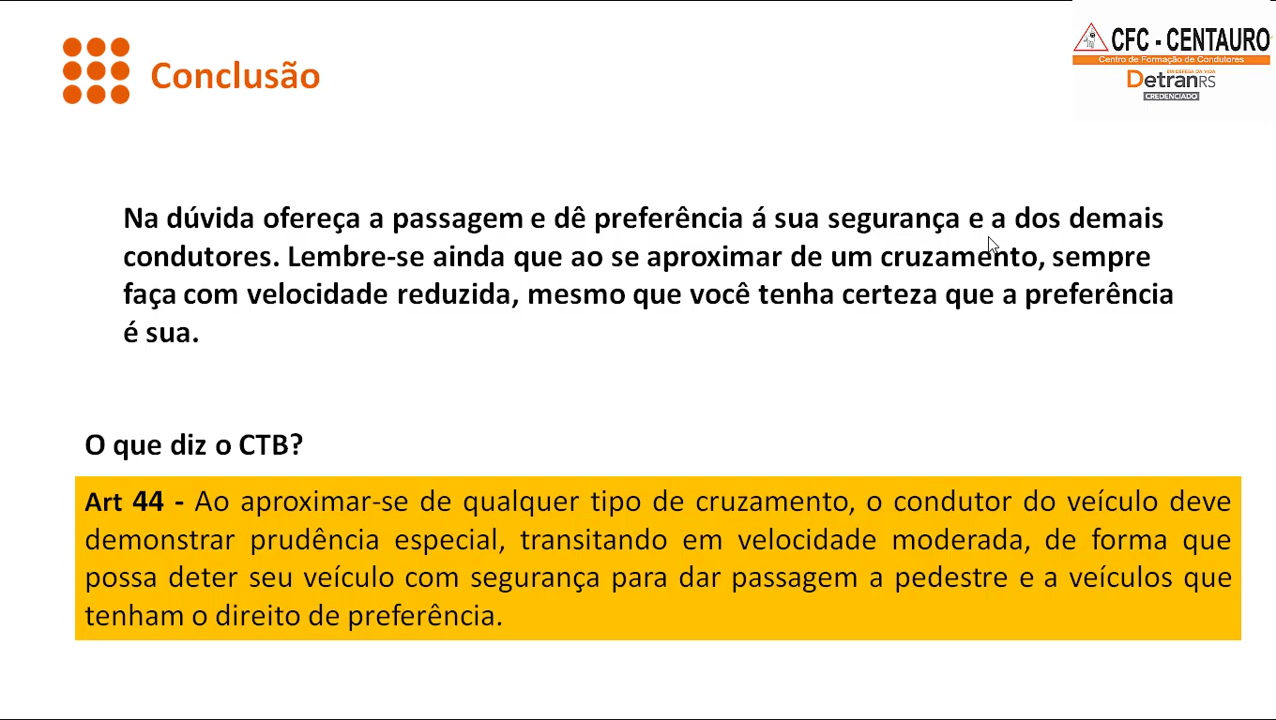 CFC - CENTAURO
Centro de Formação de Condutores
EM DEFESA DA VIDA
DetranRS
CREDENCIADO
Conclusão
Na dúvida ofereça a passagem e dê preferência á sua segurança e a dos demais
condutores. Lembre-se ainda que ao se aproximar de um cruzamento, sempre
faça com velocidade reduzida, mesmo que você tenha certeza que a preferência
é sua.
O que diz o CTB?
Art 44 - Ao aproximar-se de qualquer tipo de cruzamento, o condutor do veículo deve
demonstrar prudência especial, transitando em velocidade moderada, de forma que
possa deter seu veículo com segurança para dar passagem a pedestre e a veículos que
tenham o direito de preferência.